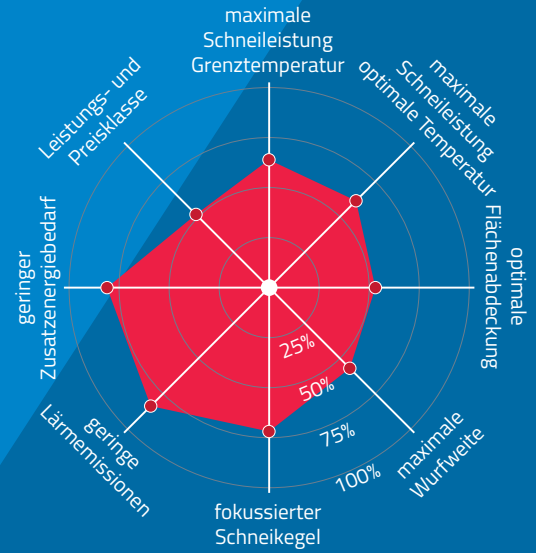 maximale
Schneileistung
Grenztemperatur
maximale
Schneileistung
optimale Temperatur
optimale
Flächenabdeckung
maximale
Wurfweite
fokussierter
Schneikegel
geringe
Lärmemissionen
geringer
Zusatzenergiebedarf
Leistungs- und
Preisklasse
25%
50%
75%
100%